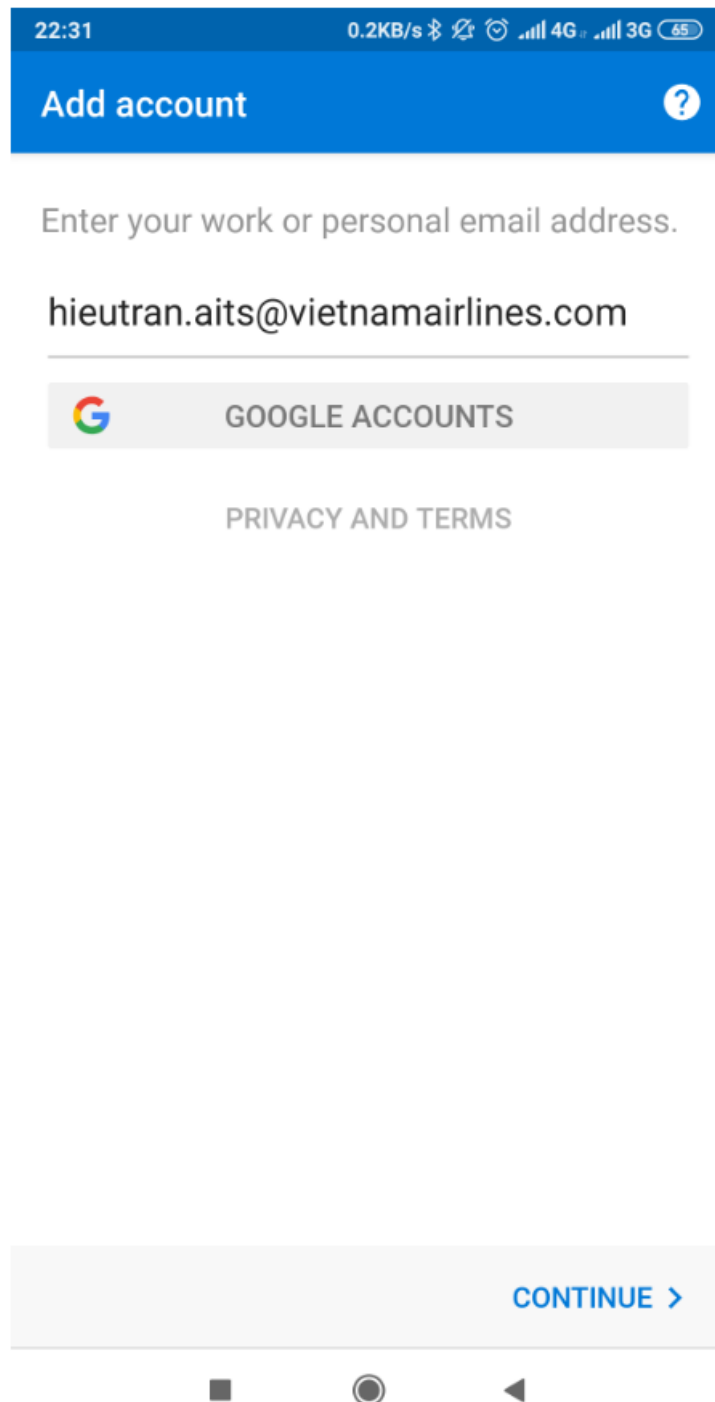 22:31 0.2KB/s 4G 3G 65
Add account
?
Enter your work or personal email address.
hieutran.aits@vietnamairlines.com
G GOOGLE ACCOUNTS
PRIVACY AND TERMS
CONTINUE >